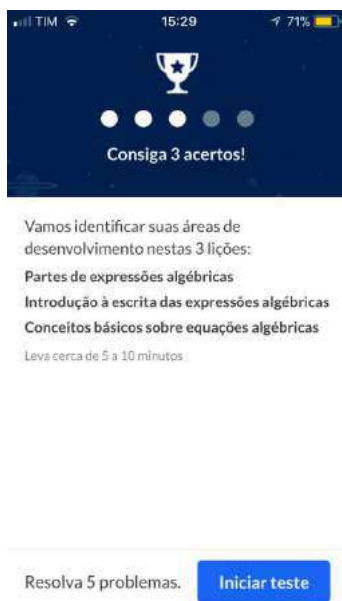 TIM 15:29 71%
Consiga 3 acertos!
Vamos identificar suas áreas de
desenvolvimento nestas 3 lições:
Partes de expressões algébricas
Introdução à escrita das expressões algébricas
Conceitos básicos sobre equações algébricas
Leva cerca de 5 a 10 minutos
Resolva 5 problemas. Iniciar teste